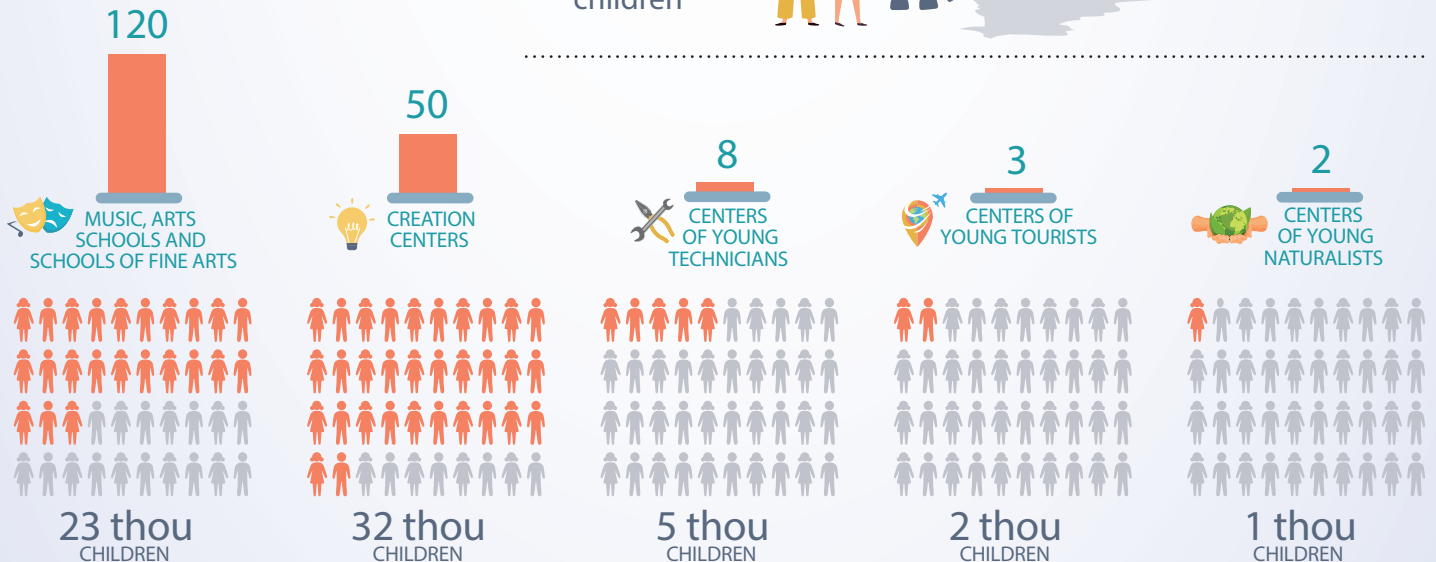 children
120
MUSIC, ARTS
SCHOOLS AND
SCHOOLS OF FINE ARTS
23 thou
CHILDREN
50
CREATION
CENTERS
32 thou
CHILDREN
8
CENTERS
OF YOUNG
TECHNICIANS
5 thou
CHILDREN
3
CENTERS OF
YOUNG TOURISTS
2 thou
CHILDREN
2
CENTERS
OF YOUNG
NATURALISTS
1 thou
CHILDREN